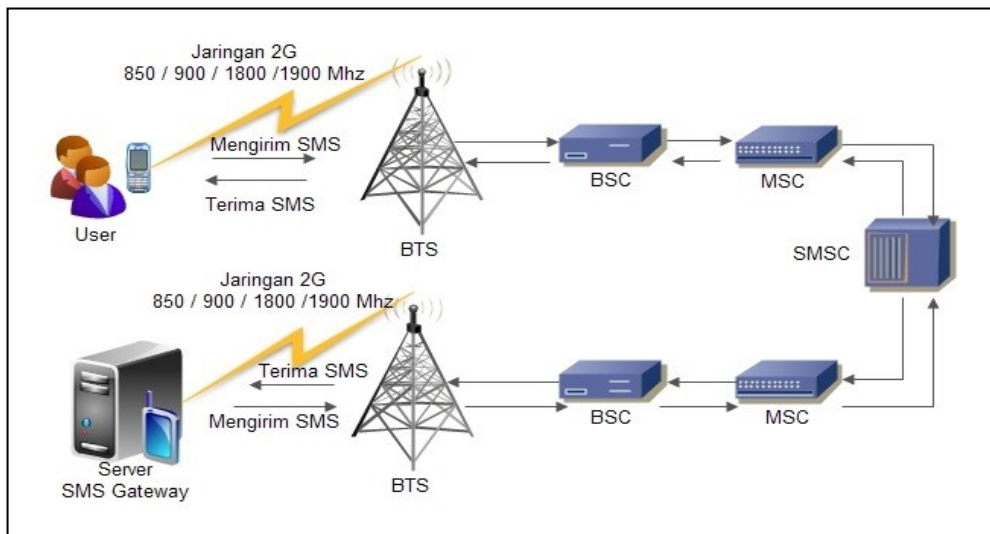 Jaringan 2G
850 / 900 / 1800 /1900 Mhz
Mengirim SMS
Terima SMS
User
BTS
BSC
MSC
SMSC
Jaringan 2G
850 / 900 / 1800 /1900 Mhz
Terima SMS
Mengirim SMS
Server
SMS Gateway
BTS
BSC
MSC